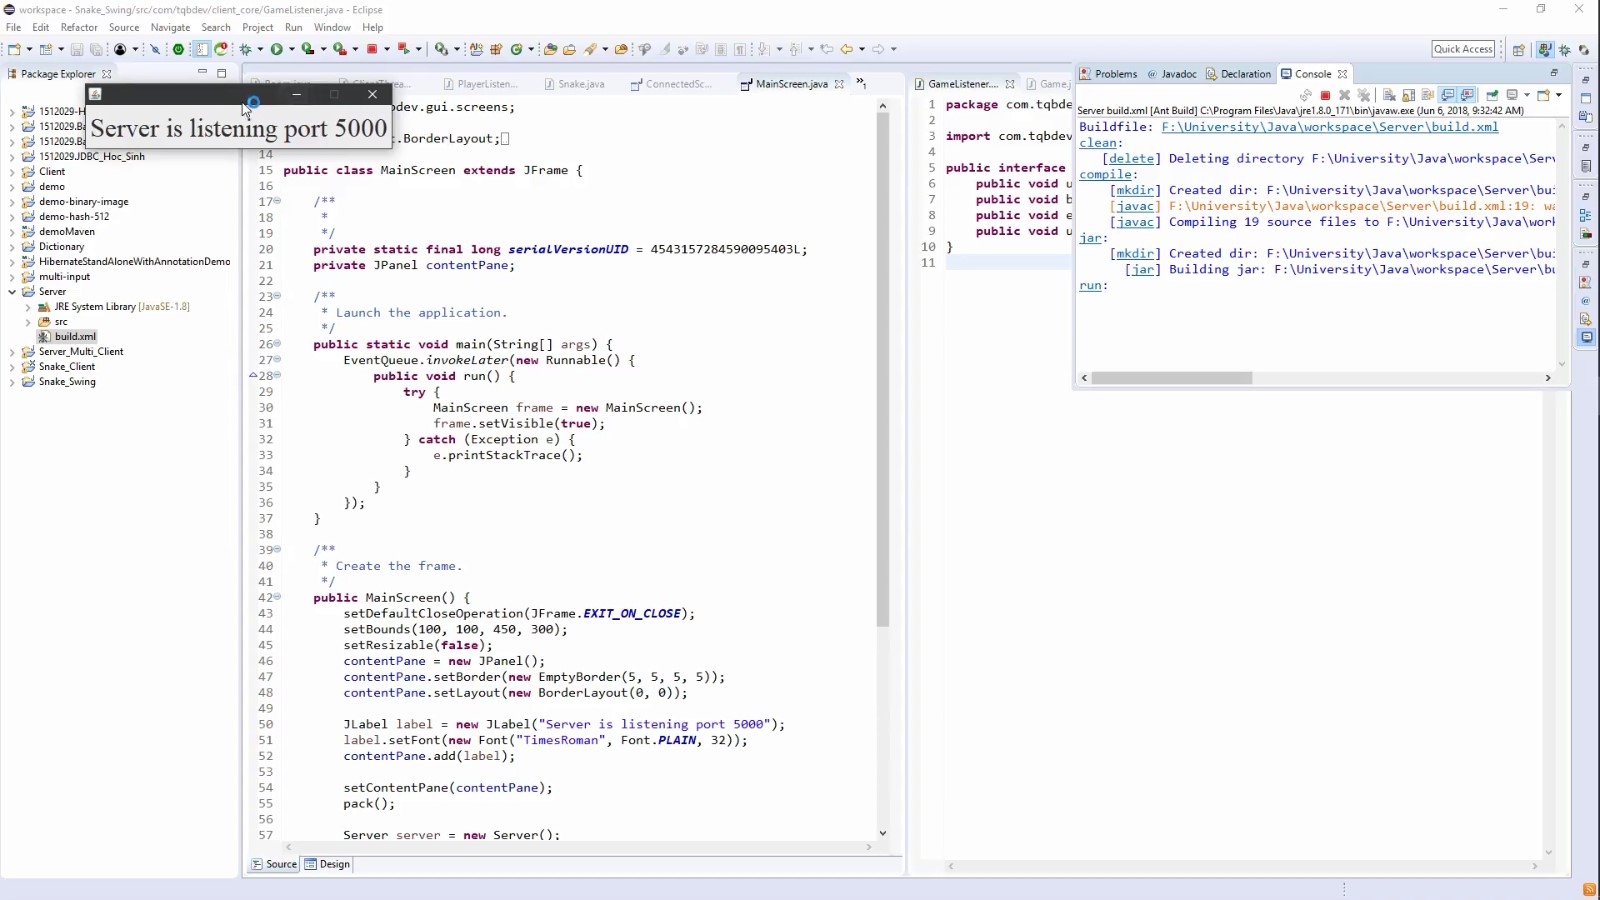 workspace - Snake_Swing/src/com/tqbdev/client_core/GameListener.java - Eclipse
File Edit Refactor Source Navigate Search Project Run Window Help
Quick Access
Package Explorer
1512029.JDBC_Hoc_Sinh
Client
demo
demo-binary-image
demo-hash-512
demoMaven
Dictionary
HibernateStandAloneWithAnnotationDemo
multi-input
Server
JRE System Library [JavaSE-1.8]
src
build.xml
Server_Multi_Client
Snake_Client
Snake_Swing
Server is listening port 5000
PlayerListen...
Snake.java
ConnectedSc...
MainScreen.java
dev.gui.screens;
.BorderLayout;
14
15 public class MainScreen extends JFrame {
16
17 /**
18 *
19 */
20 private static final long serialVersionUID = 4543157284590095403L;
21 private JPanel contentPane;
22
23 /**
24 * Launch the application.
25 */
26 public static void main(String[] args) {
27 EventQueue.invokeLater(new Runnable() {
28 public void run() {
29 try {
30 MainScreen frame = new MainScreen();
31 frame.setVisible(true);
32 } catch (Exception e) {
33 e.printStackTrace();
34 }
35 }
36 });
37 }
38
39 /**
40 * Create the frame.
41 */
42 public MainScreen() {
43 setDefaultCloseOperation(JFrame.EXIT_ON_CLOSE);
44 setBounds(100, 100, 450, 300);
45 setResizable(false);
46 contentPane = new JPanel();
47 contentPane.setBorder(new EmptyBorder(5, 5, 5, 5));
48 contentPane.setLayout(new BorderLayout(0, 0));
49
50 JLabel label = new JLabel("Server is listening port 5000");
51 label.setFont(new Font("TimesRoman", Font.PLAIN, 32));
52 contentPane.add(label);
53
54 setContentPane(contentPane);
55 pack();
56
57 Server server = new Server();
Source Design
GameListener....
Game.j
1 package com.tqbde
2
3 import com.tqbdev
4
5 public interface
6 public void u
7 public void b
8 public void e
9 public void u
10 }
11
Problems @ Javadoc Declaration Console
Server build.xml [Ant Build] C:\Program Files\Java\jre1.8.0_171\bin\javaw.exe (Jun 6, 2018, 9:32:42 AM)
Buildfile: F:\University\Java\workspace\Server\build.xml
clean:
[delete] Deleting directory F:\University\Java\workspace\Serv
compile:
[mkdir] Created dir: F:\University\Java\workspace\Server\bui
[javac] F:\University\Java\workspace\Server\build.xml:19: wa
[javac] Compiling 19 source files to F:\University\Java\work
jar:
[mkdir] Created dir: F:\University\Java\workspace\Server\bui
[jar] Building jar: F:\University\Java\workspace\Server\bu
run: